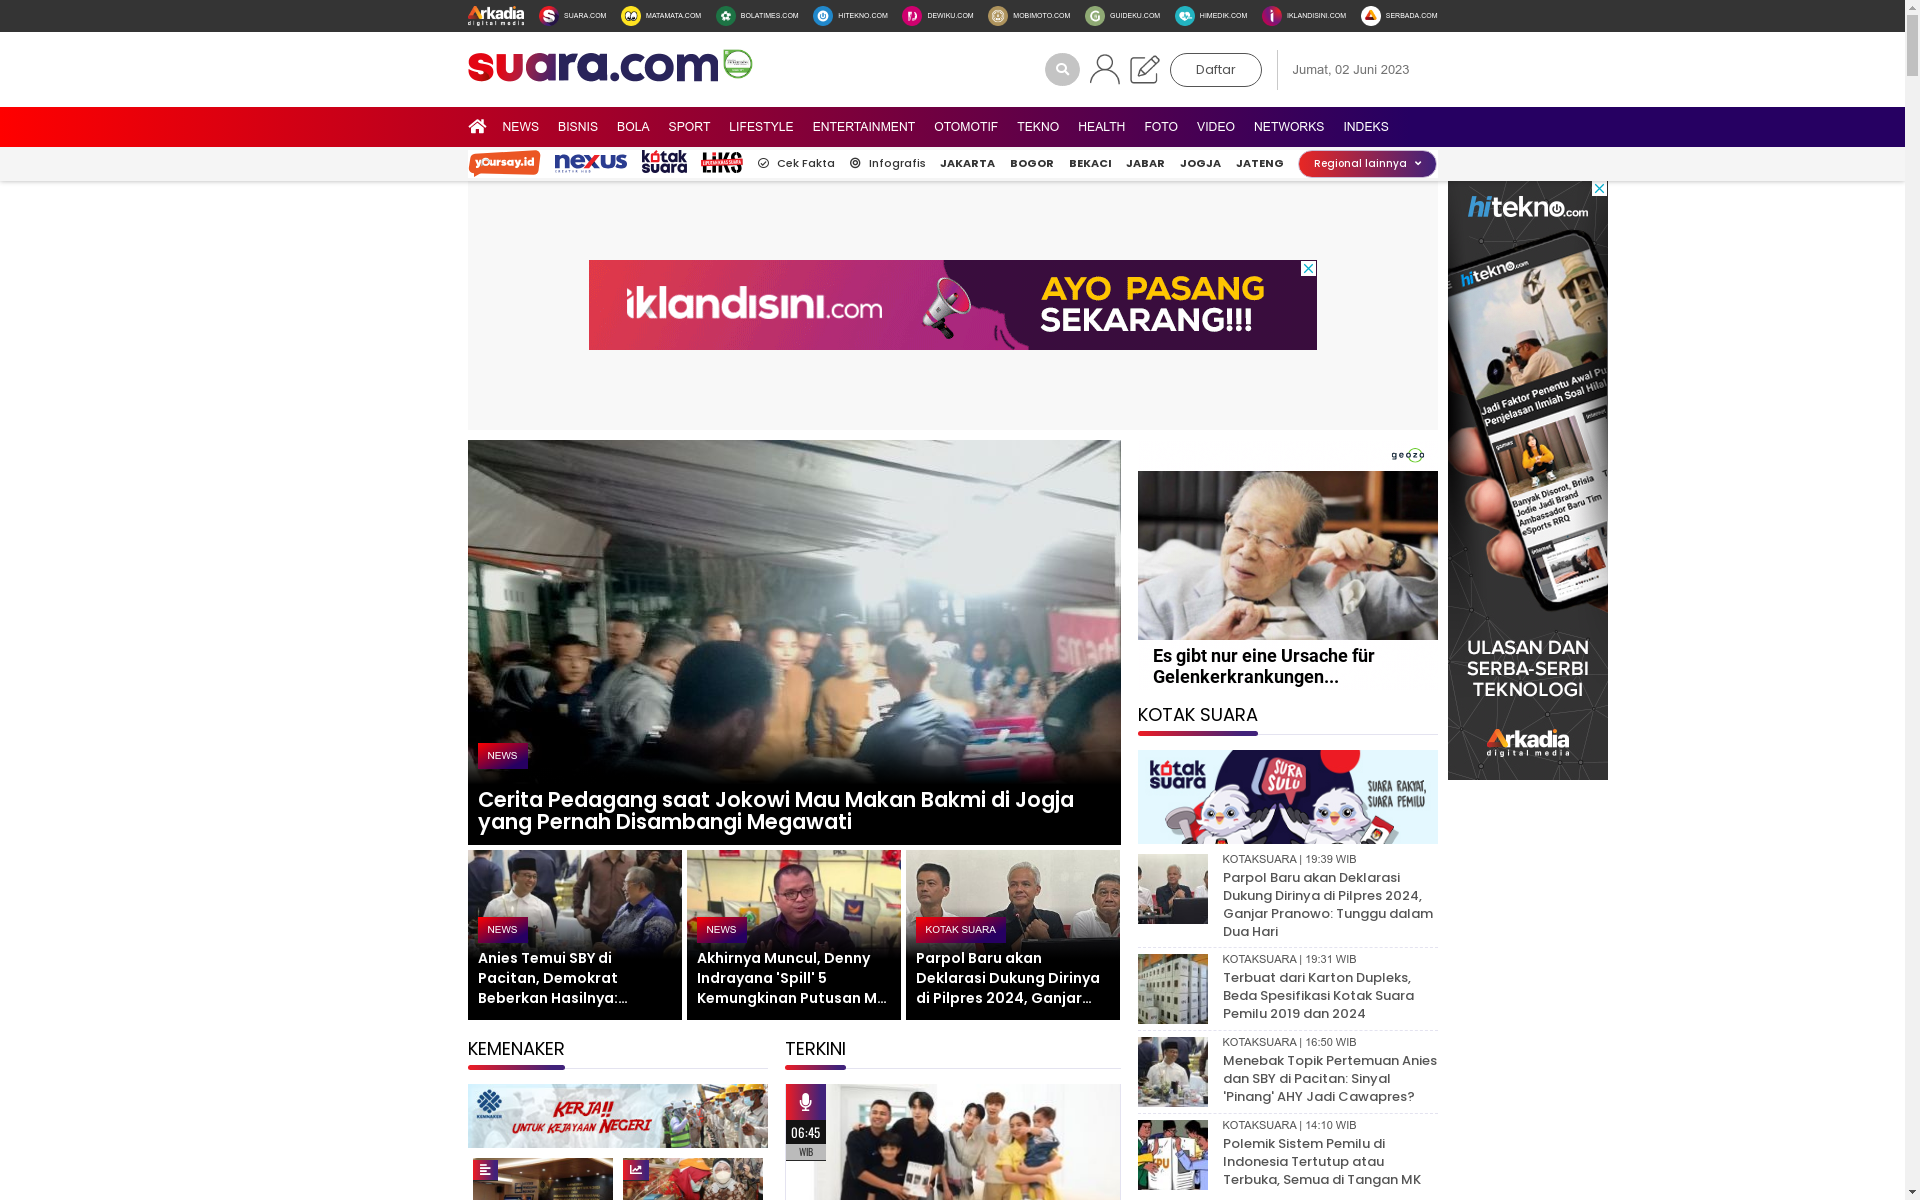 Arkadia
digital media
SUARA.COM
MATAMATA.COM
BOLATIMES.COM
HITEKNO.COM
DEWIKU.COM
MOBIMOTO.COM
GUIDEKU.COM
HIMEDIK.COM
IKLANDISINI.COM
SERBADA.COM
suara.com
Daftar
Jumat, 02 Juni 2023
NEWS
BISNIS
BOLA
SPORT
LIFESTYLE
ENTERTAINMENT
OTOMOTIF
TEKNO
HEALTH
FOTO
VIDEO
NETWORKS
INDEKS
yOursay.id
nexus
kotak
suara
LIKS
Cek Fakta
Infografis
JAKARTA
BOGOR
BEKACI
JABAR
JOGJA
JATENG
Regional lainnya
iklandisini.com
AYO PASANG
SEKARANG!!!
hitekno.com
hitekno.com
Jadi Faktor Penentu Awal Pu
Penjelasan Ilmiah Soal Hilal
Banyak Disorot, Brisia
Jodie Jadi Brand
Ambassador Baru Tim
eSports RRQ
ULASAN DAN
SERBA-SERBI
TEKNOLOGI
Arkadia
digital media
NEWS
Cerita Pedagang saat Jokowi Mau Makan Bakmi di Jogja
yang Pernah Disambangi Megawati
geozo
Es gibt nur eine Ursache für
Gelenkerkrankungen...
KOTAK SUARA
kotak
suara
SURA
SULU
SUARA RAKYAT,
SUARA PEMILU
KOTAKSUARA | 19:39 WIB
Parpol Baru akan Deklarasi
Dukung Dirinya di Pilpres 2024,
Ganjar Pranowo: Tunggu dalam
Dua Hari
KOTAKSUARA | 19:31 WIB
Terbuat dari Karton Dupleks,
Beda Spesifikasi Kotak Suara
Pemilu 2019 dan 2024
KOTAKSUARA | 16:50 WIB
Menebak Topik Pertemuan Anies
dan SBY di Pacitan: Sinyal
'Pinang' AHY Jadi Cawapres?
KOTAKSUARA | 14:10 WIB
Polemik Sistem Pemilu di
Indonesia Tertutup atau
Terbuka, Semua di Tangan MK
NEWS
Anies Temui SBY di
Pacitan, Demokrat
Beberkan Hasilnya:...
NEWS
Akhirnya Muncul, Denny
Indrayana 'Spill' 5
Kemungkinan Putusan M...
KOTAK SUARA
Parpol Baru akan
Deklarasi Dukung Dirinya
di Pilpres 2024, Ganjar...
KEMENAKER
KERJA!!
UNTUK KEJAYAAN NEGERI
TERKINI
06:45
WIB